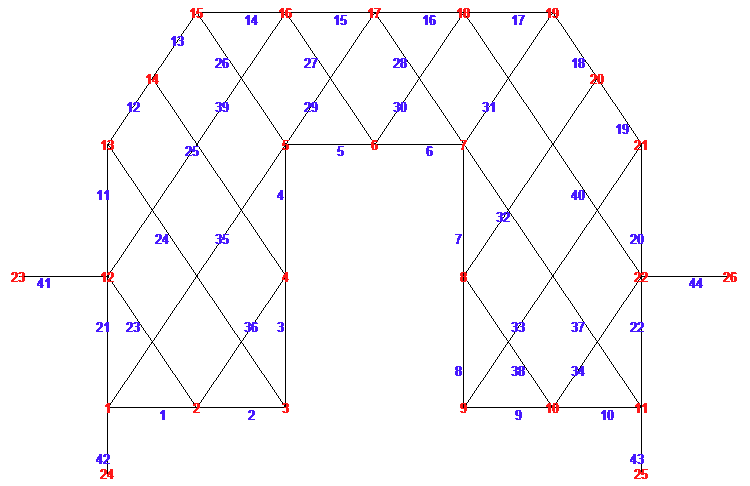 15 16 17 18 19
14 15 16 17
13 26 27 28 18
14 20
12 39 29 30 31
19
13 25 5 5 6 6 7 21
11 4 24 35 7 32 40 20
23 41 12 4 8 22 44 26
21 23 36 3 33 37 22
8 38 34
1 2 3 9 10 11
1 2 9 10
42 43
24 25